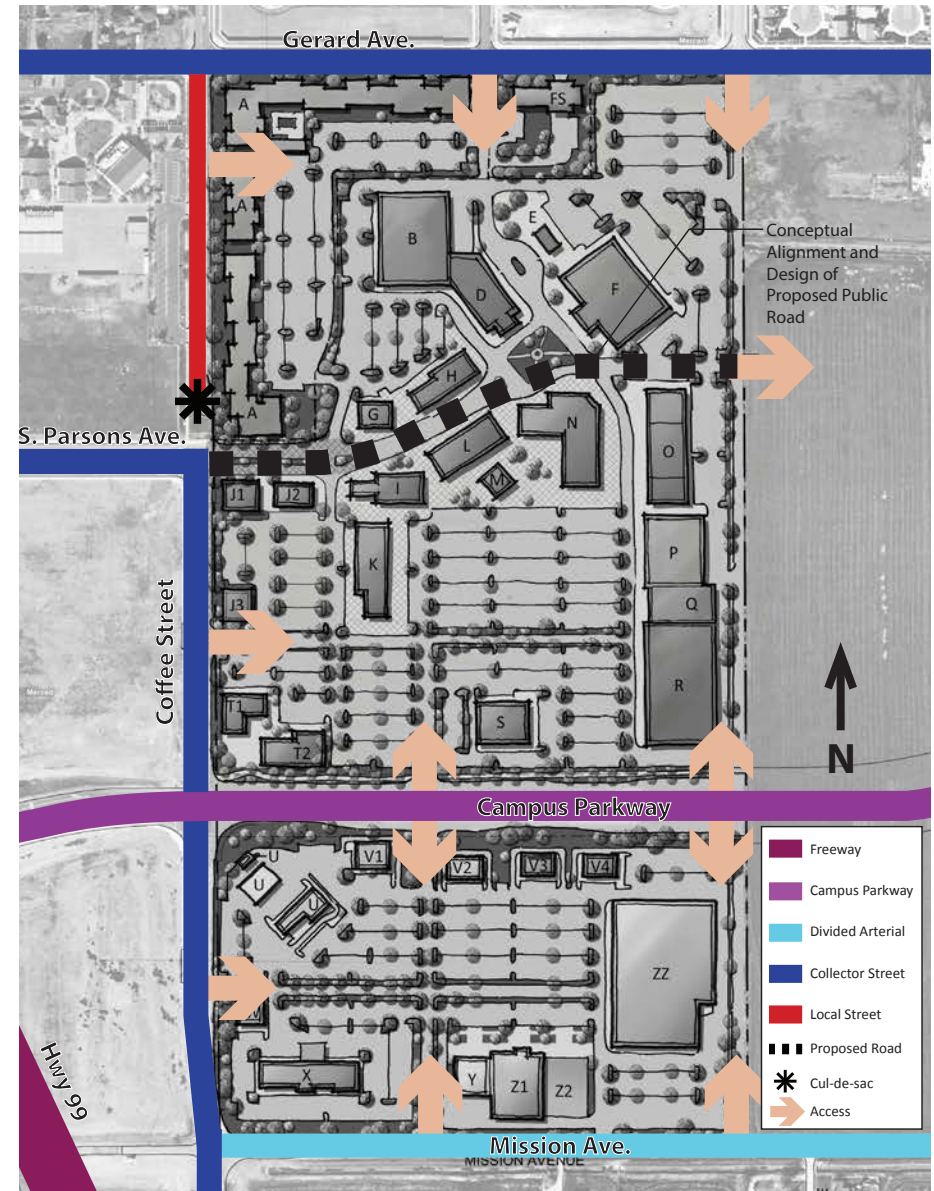 Gerard Ave.
Merced
A
FS
A
B
E
D
F
Conceptual
Alignment and
Design of
Proposed Public
Road
H
A
G
N
S. Parsons Ave.
L
O
I
M
J1
J2
K
P
J3
Q
Coffee Street
R
Merced
T1
S
T2
N
Campus Parkway
V1
V2
V3
V4
U
U
U
ZZ
W
X
Y
Z1
Z2
Hwy 99
Freeway
Campus Parkway
Divided Arterial
Collector Street
Local Street
Proposed Road
Cul-de-sac
Access
Mission Ave.
MISSION AVENUE